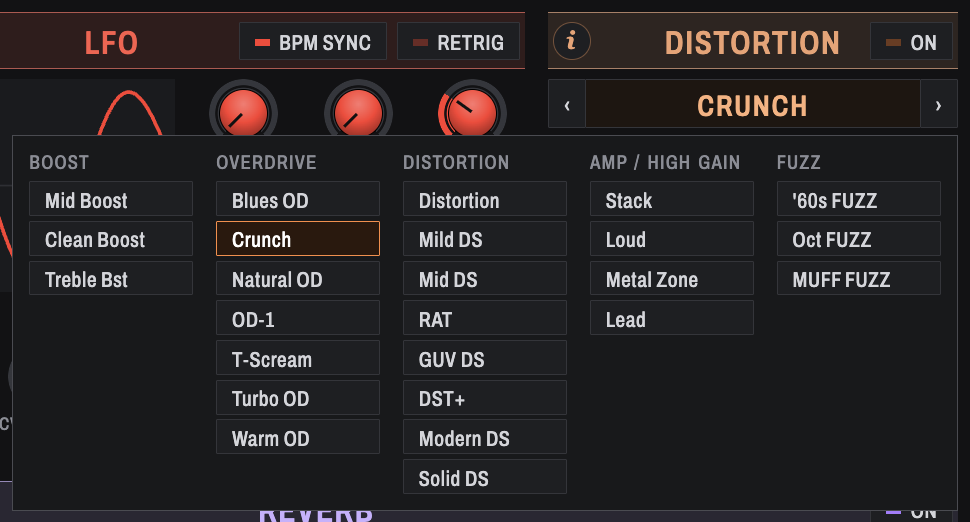 LFO
BPM SYNC
RETRIG
i
DISTORTION
ON
‹
CRUNCH
›
BOOST
Mid Boost
Clean Boost
Treble Bst
OVERDRIVE
Blues OD
Crunch
Natural OD
OD-1
T-Scream
Turbo OD
Warm OD
DISTORTION
Distortion
Mild DS
Mid DS
RAT
GUV DS
DST+
Modern DS
Solid DS
AMP / HIGH GAIN
Stack
Loud
Metal Zone
Lead
FUZZ
'60s FUZZ
Oct FUZZ
MUFF FUZZ
REVERB
ON